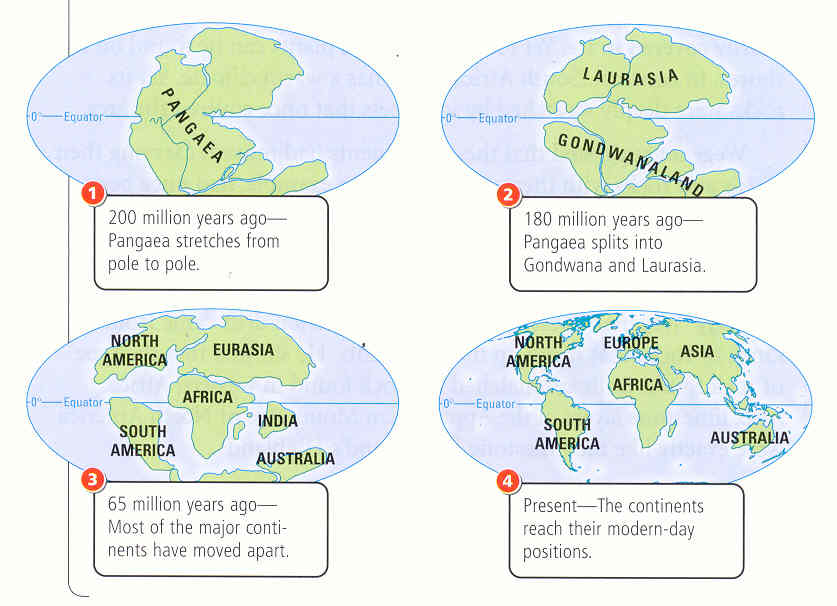 PANGAEA
0° Equator
1
200 million years ago—
Pangaea stretches from
pole to pole.
LAURASIA
0° Equator
GONDWANALAND
2
180 million years ago—
Pangaea splits into
Gondwana and Laurasia.
NORTH
AMERICA
EURASIA
AFRICA
0° Equator
INDIA
SOUTH
AMERICA
AUSTRALIA
3
65 million years ago—
Most of the major conti-
nents have moved apart.
NORTH
AMERICA
EUROPE
ASIA
AFRICA
0° Equator
SOUTH
AMERICA
AUSTRALIA
4
Present—The continents
reach their modern-day
positions.